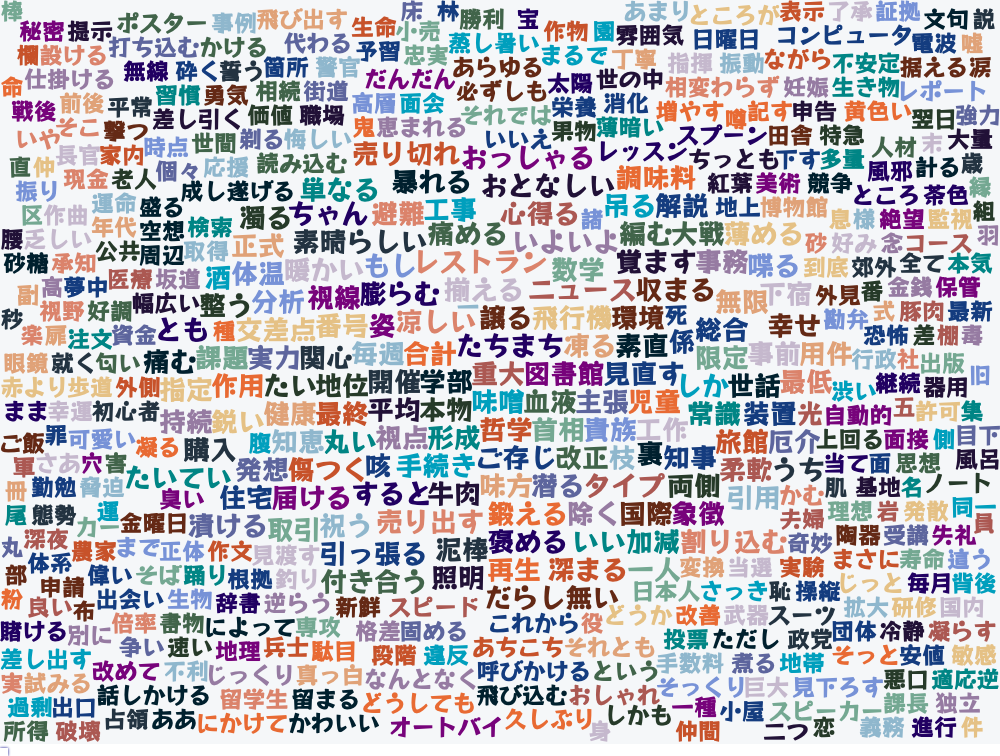 棒 秘密 提示 ポスター 事例 飛び出す 生命 床 小売 林 勝利 宝 作物 園 あまり ところが 表示 了承 証拠 文句 説
欄 設ける 打ち込む かける 代わる 予習 忠実 蒸し暑い まるで 雰囲気 日曜日 コンピュータ 電波 嘘
命 仕掛ける 無線 砕く 誓う 箇所 警官 だんだん あらゆる 太陽 世の中 丁寧 指揮 振動 ながら 不安定 据える 涙
戦後 前後 平常 習慣 勇気 相続 街道 高層 面会 必ずしも 栄養 消化 相変わらず 妊娠 生き物 レポート
いや そこ 撃つ 差し引く 価値 職場 鬼 恵まれる それでは 果物 薄暗い 増やす 噂 記す 申告 黄色い 翌日 強力
直 仲 長官 家内 時点 世間 剃る 悔しい 売り切れ いいえ おっしゃる レッスン スプーン 田舎 特急 人材 末 大量
振り 現金 老人 個々 応援 読み込む 暴れる おとなしい 調味料 ちっとも 下す 多量 風邪 計る 歳
区 作曲 運命 盛る 成し遂げる 単なる 心得る 諸 吊る 解説 地上 博物館 紅葉 美術 競争 ところ 茶色 縁
腰 乏しい 年代 空想 検索 濁る ちゃん 避難 工事 痛める いよいよ 編む 大戦 薄める 息 様 絶望 監視 組
砂糖 承知 公共 周辺 取得 正式 素晴らしい もし レストラン 数学 覚ます 事務 喋る 到底 砂 好み 念 コース 羽
副 高 夢中 医療 坂道 酒 体温 暖かい 揃える ニュース 収まる 無限 下宿 外見 番 郊外 全て 本気 金銭 保管
秒 視野 好調 幅広い 整う 分析 視線 膨らむ 譲る 飛行機 環境 死 総合 幸せ 勘弁 式 豚肉 最新
楽 扉 注文 資金 とも 種 交差点 番号 姿 涼しい たちまち 凍る 素直 係 限定 事前 用件 恐怖 差 棚 毒
眼鏡 就く 匂い 痛む 課題 実力 関心 毎週 合計 重大 図書館 見直す しか 世話 最低 行政 社 出版 旧
赤 より 歩道 外側 指定 作用 たい 地位 開催 学部 味噌 血液 主張 児童 常識 装置 光 渋い 継続 器用
まま 幸運 初心者 持続 鋭い 健康 最終 平均 本物 哲学 首相 貴族 工作 自動的 五 許可 集
ご飯 罪 可愛い 凝る 購入 腹 知恵 丸い 視点 形成 ご存じ 改正 枝 裏 知事 旅館 厄介 上回る 面接 側 目下
軍 さあ 穴 害 たいてい 発想 傷つく 咳 手続き 味方 潜る タイプ 両側 柔軟 うち 当て 面 思想 風呂
冊 勤勉 脅迫 臭い 住宅 届ける すると 牛肉 引用 かむ 肌 基地 名 ノート
尾 態勢 カー 運 金曜日 漬ける 取引 祝う 売り出す 鍛える 除く 国際 象徴 夫婦 理想 岩 発散 同一 員
丸 深夜 農家 まで 正体 作文 見渡す 引っ張る 泥棒 褒める いい加減 割り込む 奇妙 陶器 受講 失礼
部 体系 申請 偉い そば 踊り 根拠 釣り 付き合う 照明 再生 深まる 一人 変換 当選 実験 まさに 寿命 違う
粉 良い 布 出会い 生物 辞書 逆らう 新鮮 スピード だらし無い 日本人 さっき 恥 操縦 じっと 毎月 背後
賭ける 別に 倍率 書物 によって 専攻 格差 固める これから 役 どうか 改善 武器 スーツ 拡大 研修 国内
差し出す 争い 速い 地理 兵士 駄目 段階 違反 あちこち それとも 投票 ただし 政党 団体 冷静 凝らす
実 試みる 改めて 不利 じっくり 真っ白 なんとなく 呼びかける という 手数料 煮る 地帯 そっと 安値 敏感
過剰 出口 話しかける 留学生 留まる どうしても 飛び込む おしゃれ そっくり 巨大 見下ろす 悪口 適応 逆
所得 破壊 占領 ああ にかけて かわいい オートバイ 久しぶり 身 しかも 一種 仲間 小屋 二つ スピーカー 恋 課長 義務 独立 進行 件